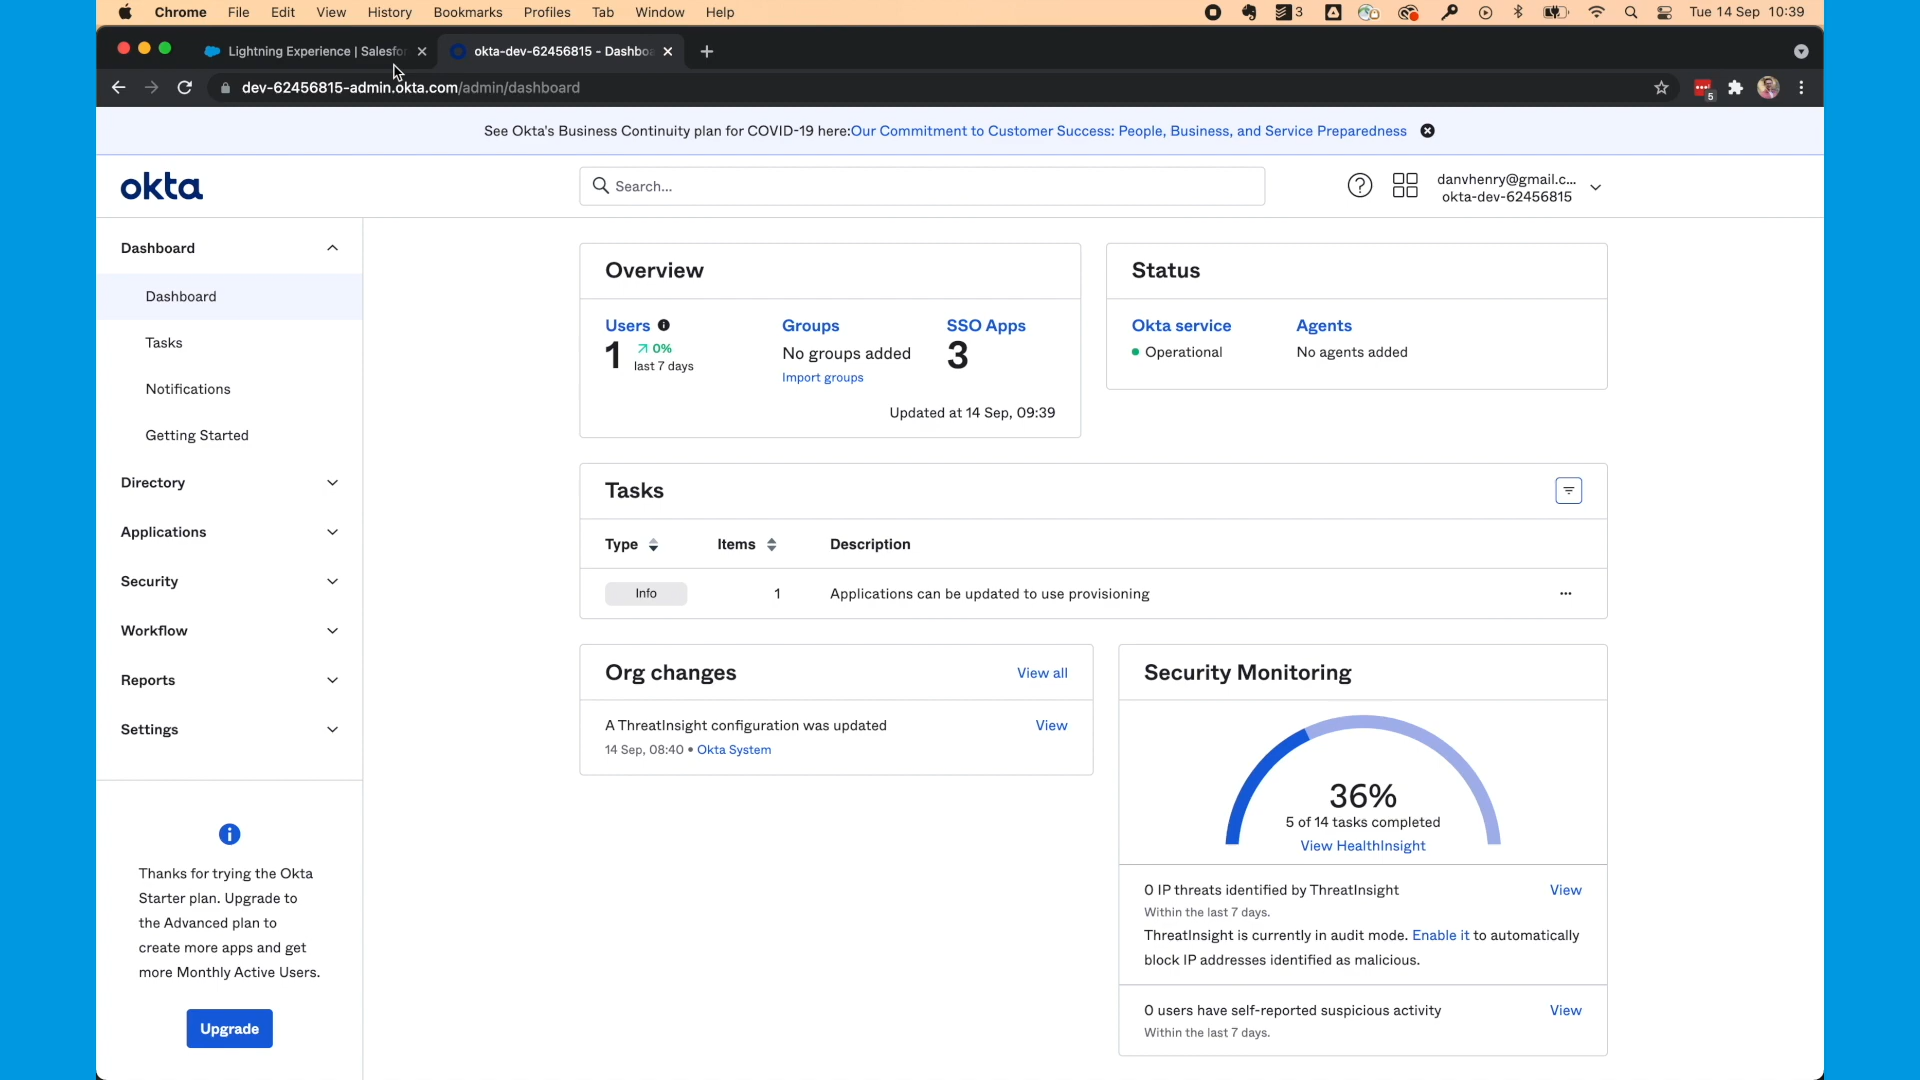 Chrome File Edit View History Bookmarks Profiles Tab Window Help 3 Tue 14 Sep 10:39
Lightning Experience | Salesfo okta-dev-62456815 - Dashbo
dev-62456815-admin.okta.com/admin/dashboard 5
See Okta's Business Continuity plan for COVID-19 here:Our Commitment to Customer Success: People, Business, and Service Preparedness
okta
Search...
danvhenry@gmail.c...
okta-dev-62456815
Dashboard
Dashboard
Tasks
Notifications
Getting Started
Directory
Applications
Security
Workflow
Reports
Settings
Thanks for trying the Okta
Starter plan. Upgrade to
the Advanced plan to
create more apps and get
more Monthly Active Users.
Upgrade
Overview
Users
1
0%
last 7 days
Groups
No groups added
Import groups
SSO Apps
3
Updated at 14 Sep, 09:39
Status
Okta service
Operational
Agents
No agents added
Tasks
Type Items Description
Info 1 Applications can be updated to use provisioning
Org changes View all
A ThreatInsight configuration was updated View
14 Sep, 08:40 • Okta System
Security Monitoring
36%
5 of 14 tasks completed
View HealthInsight
0 IP threats identified by ThreatInsight View
Within the last 7 days.
ThreatInsight is currently in audit mode. Enable it to automatically
block IP addresses identified as malicious.
0 users have self-reported suspicious activity View
Within the last 7 days.